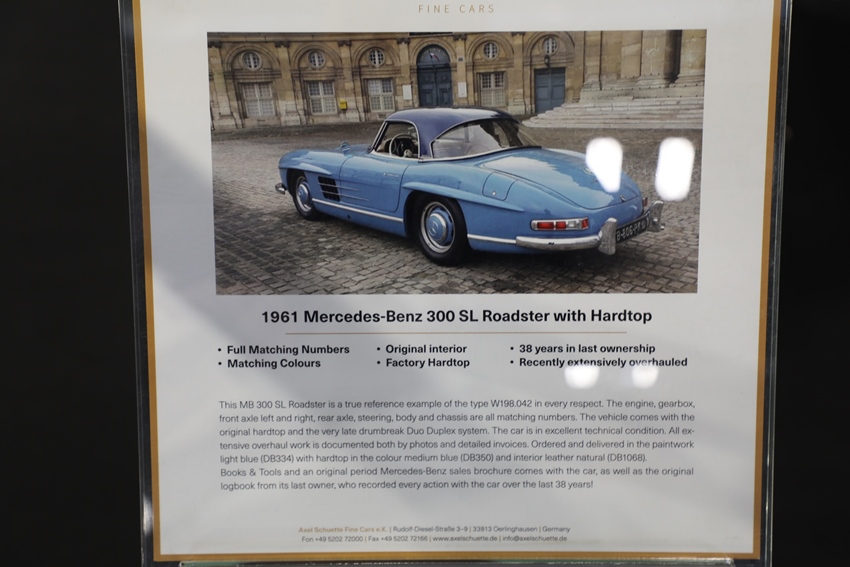 FINE CARS
1961 Mercedes-Benz 300 SL Roadster with Hardtop
• Full Matching Numbers • Original interior • 38 years in last ownership
• Matching Colours • Factory Hardtop • Recently extensively overhauled
This MB 300 SL Roadster is a true reference example of the type W198.042 in every respect. The engine, gearbox,
front axle left and right, rear axle, steering, body and chassis are all matching numbers. The vehicle comes with the
original hardtop and the very late drumbreak Duo Duplex system. The car is in excellent technical condition. All ex-
tensive overhaul work is documented both by photos and detailed invoices. Ordered and delivered in the paintwork
light blue (DB334) with hardtop in the colour medium blue (DB350) and interior leather natural (DB1068).
Books & Tools and an original period Mercedes-Benz sales brochure comes with the car, as well as the original
logbook from its last owner, who recorded every action with the car over the last 38 years!
Axel Schuette Fine Cars e.K. | Rudolf-Diesel-Straße 3-9 | 33813 Oerlinghausen | Germany
Fon +49 5202 72000 | Fax +49 5202 72166 | www.axelschuette.de | info@axelschuette.de